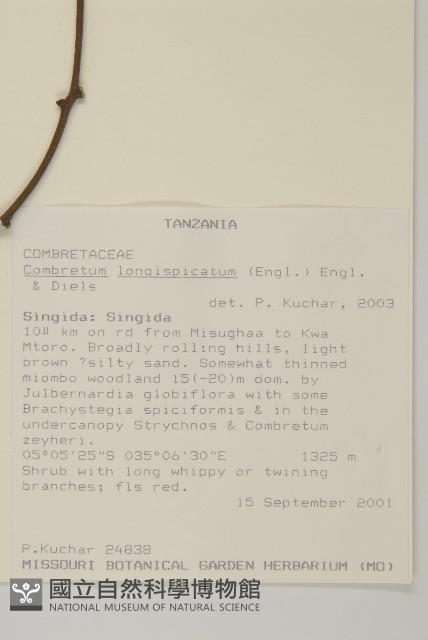 TANZANIA
COMBRETACEAE
Combretum longispicatum (Engl.) Engl.
& Diels
det. P. Kuchar, 2003
Singida: Singida
10# km on rd from Misughaa to Kwa
Mtoro. Broadly rolling hills, light
brown ?silty sand. Somewhat thinned
miombo woodland 15(-20)m dom. by
Julbernardia globiflora with some
Brachystegia spiciformis & in the
undercanopy Strychnos & Combretum
zeyheri.
05°05'25"S 035°06'30"E 1325 m
Shrub with long whippy or twining
branches; fls red.
15 September 2001
P.Kuchar 24838
MISSOURI BOTANICAL GARDEN HERBARIUM (MO)
國立自然科學博物館
NATIONAL MUSEUM OF NATURAL SCIENCE